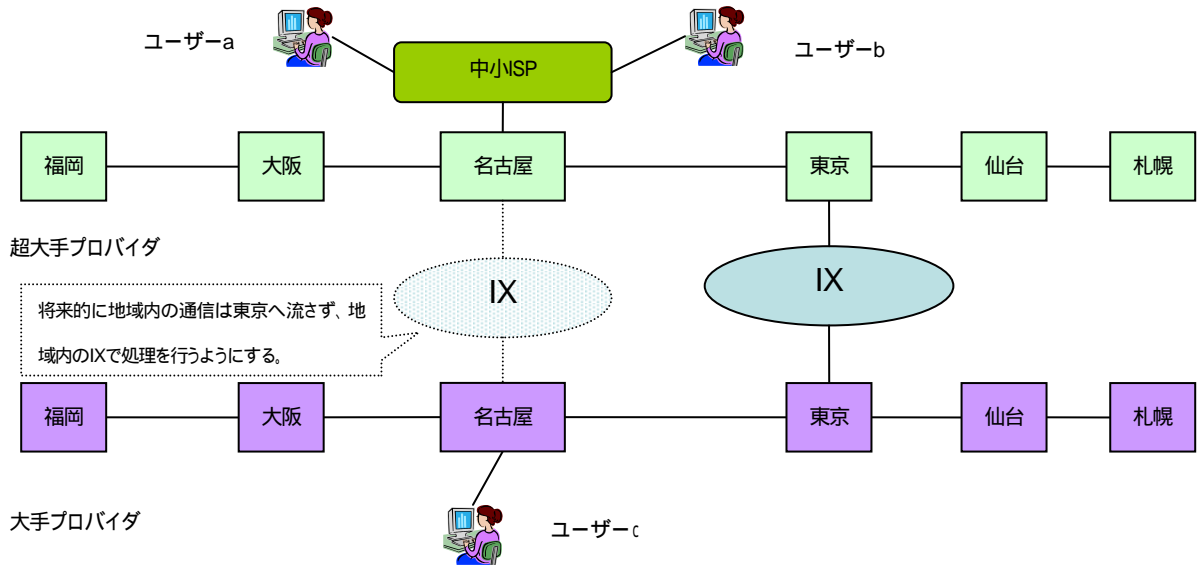 ユーザーa
ユーザーb
中小ISP
福岡
大阪
名古屋
東京
仙台
札幌
超大手プロバイダ
IX
IX
将来的に地域内の通信は東京へ流さず、地
域内のIXで処理を行うようにする。
福岡
大阪
名古屋
東京
仙台
札幌
大手プロバイダ
ユーザーc